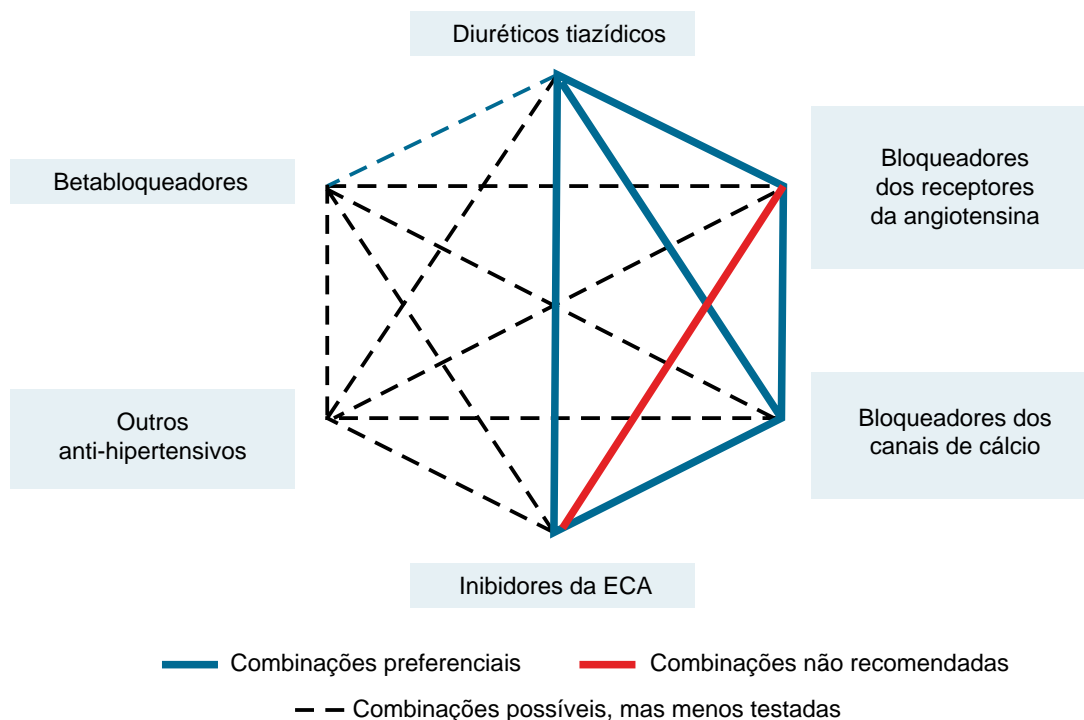 Diuréticos tiazídicos
Betabloqueadores
Bloqueadores
dos receptores
da angiotensina
Outros
anti-hipertensivos
Bloqueadores dos
canais de cálcio
Inibidores da ECA
Combinações preferenciais
Combinações não recomendadas
Combinações possíveis, mas menos testadas